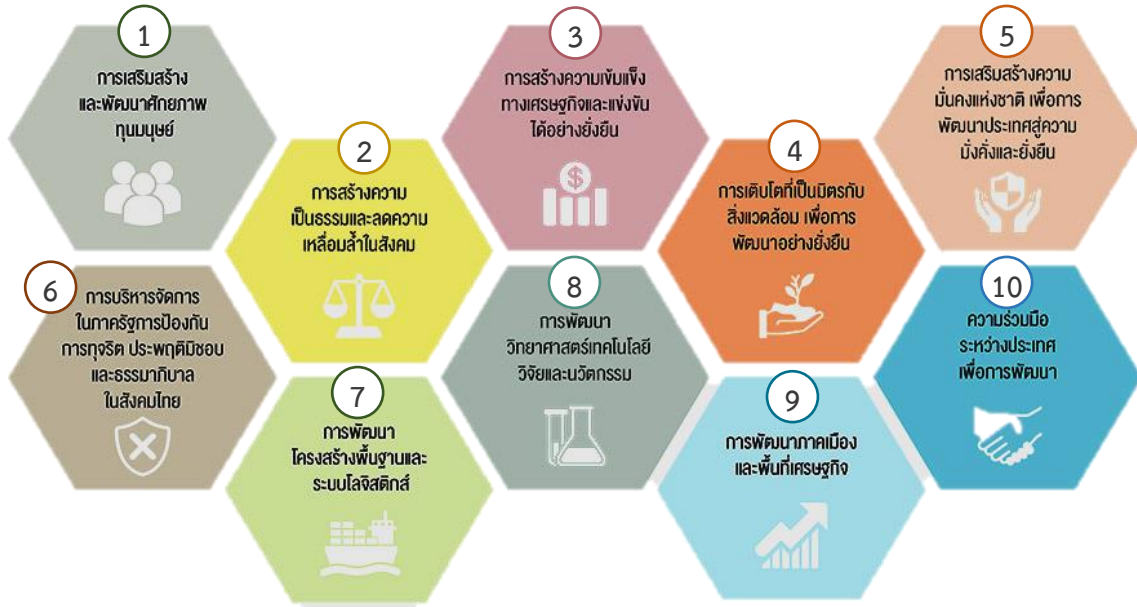 1
การเสริมสร้าง
และพัฒนาศักยภาพ
ทุนมนุษย์
2
การสร้างความ
เป็นธรรมและลดความ
เหลื่อมล้ำในสังคม
3
การสร้างความเข้มแข็ง
ทางเศรษฐกิจและแข่งขัน
ได้อย่างยั่งยืน
4
การเติบโตที่เป็นมิตรกับ
สิ่งแวดล้อม เพื่อการ
พัฒนาอย่างยั่งยืน
5
การเสริมสร้างความ
มั่นคงแห่งชาติ เพื่อการ
พัฒนาประเทศสู่ความ
มั่งคั่งและยั่งยืน
6
การบริหารจัดการ
ในภาครัฐการป้องกัน
การทุจริต ประพฤติมิชอบ
และธรรมาภิบาล
ในสังคมไทย
7
การพัฒนา
โครงสร้างพื้นฐานและ
ระบบโลจิสติกส์
8
การพัฒนา
วิทยาศาสตร์เทคโนโลยี
วิจัยและนวัตกรรม
9
การพัฒนาภาคเมือง
และพื้นที่เศรษฐกิจ
10
ความร่วมมือ
ระหว่างประเทศ
เพื่อการพัฒนา